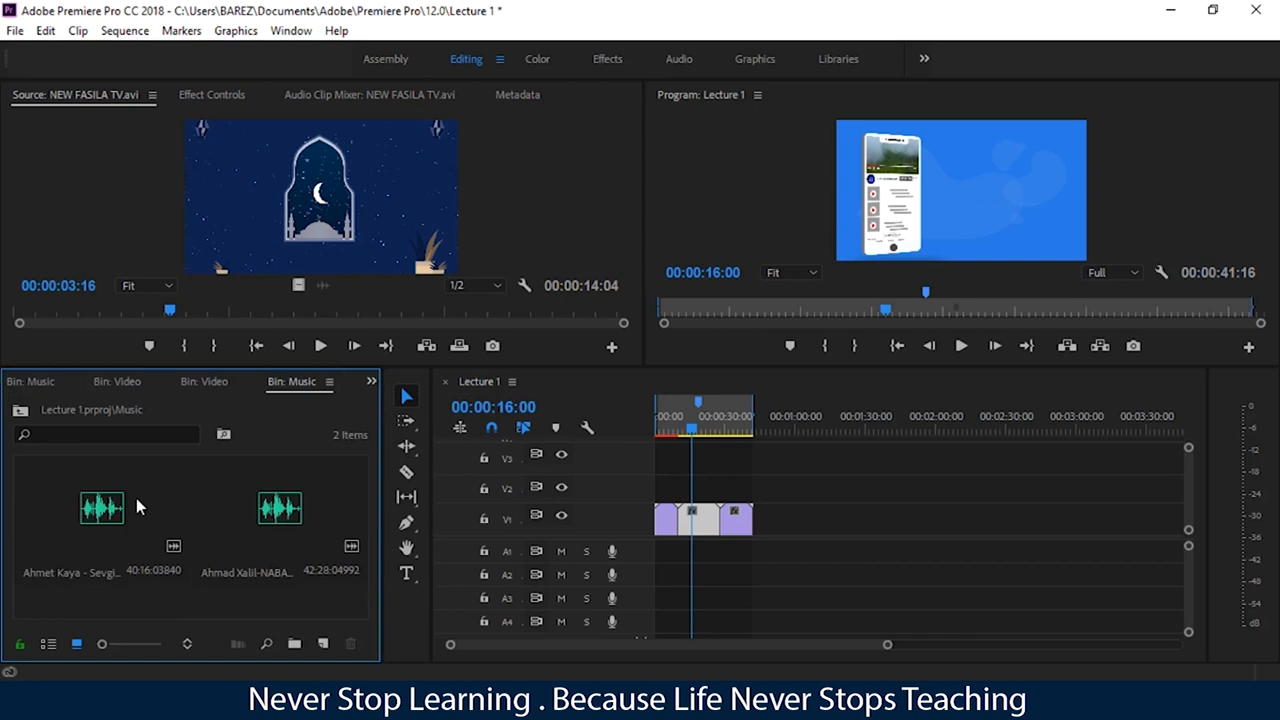 Adobe Premiere Pro CC 2018 - C:\Users\BAREZ\Documents\Adobe\Premiere Pro\12.0\Lecture 1 *
File Edit Clip Sequence Markers Graphics Window Help
Assembly Editing Color Effects Audio Graphics Libraries
Source: NEW FASILA TV.avi Effect Controls Audio Clip Mixer: NEW FASILA TV.avi Metadata
Program: Lecture 1
00:00:03:16 Fit 1/2 00:00:14:04
00:00:16:00 Fit Full 00:00:41:16
Bin: Music Bin: Video Bin: Video Bin: Music
Lecture 1.prproj\Music
2 Items
Ahmet Kaya - Sevgi... 40:16:03840
Ahmad Xalil-NABA... 42:28:04992
Lecture 1
00:00:16:00
:00:00 00:00:30:00 00:01:00:00 00:01:30:00 00:02:00:00 00:02:30:00 00:03:00:00 00:03:30:00
V3
V2
V1
A1 M S
A2 M S
A3 M S
A4 M S
0
-6
-12
-18
-24
-30
-36
-42
-48
-54
dB
Never Stop Learning . Because Life Never Stops Teaching